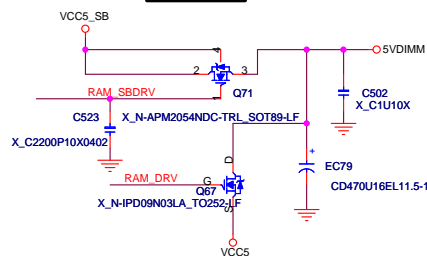 VCC5_SB
4
5VDIMM
2
3
RAM_SBDRV
1
Q71
C502
C523
X_N-APM2054NDC-TRL_SOT89-LF
X_C1U10X
X_C2200P10X0402
D
+
EC79
RAM_DRV
G
Q67
CD470U16EL11.5-1
X_N-IPD09N03LA_TO252-LF
S
VCC5